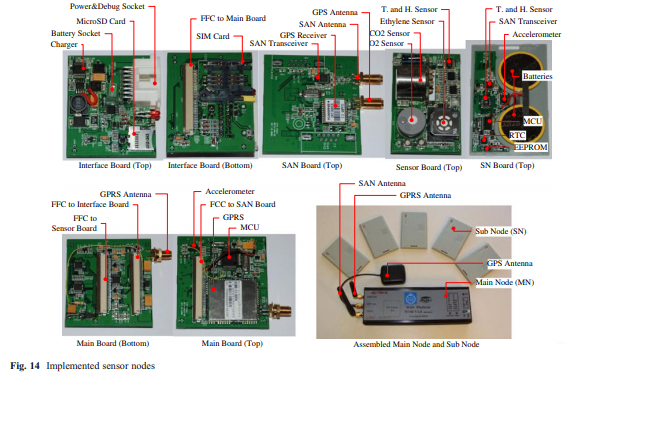 Power&Debug Socket
MicroSD Card
Battery Socket
Charger
FFC to Main Board
SIM Card
GPS Antenna
SAN Antenna
GPS Receiver
SAN Transceiver
T. and H. Sensor
Ethylene Sensor
CO2 Sensor
O2 Sensor
T. and H. Sensor
SAN Transceiver
Accelerometer
Batteries
MCU
RTC
EEPROM
Interface Board (Top)
Interface Board (Bottom)
SAN Board (Top)
Sensor Board (Top)
SN Board (Top)
GPRS Antenna
FFC to Interface Board
FFC to
Sensor Board
Accelerometer
FCC to SAN Board
GPRS
MCU
SAN Antenna
GPRS Antenna
Sub Node (SN)
GPS Antenna
Main Node (MN)
Main Board (Bottom)
Main Board (Top)
Assembled Main Node and Sub Node
Fig. 14 Implemented sensor nodes